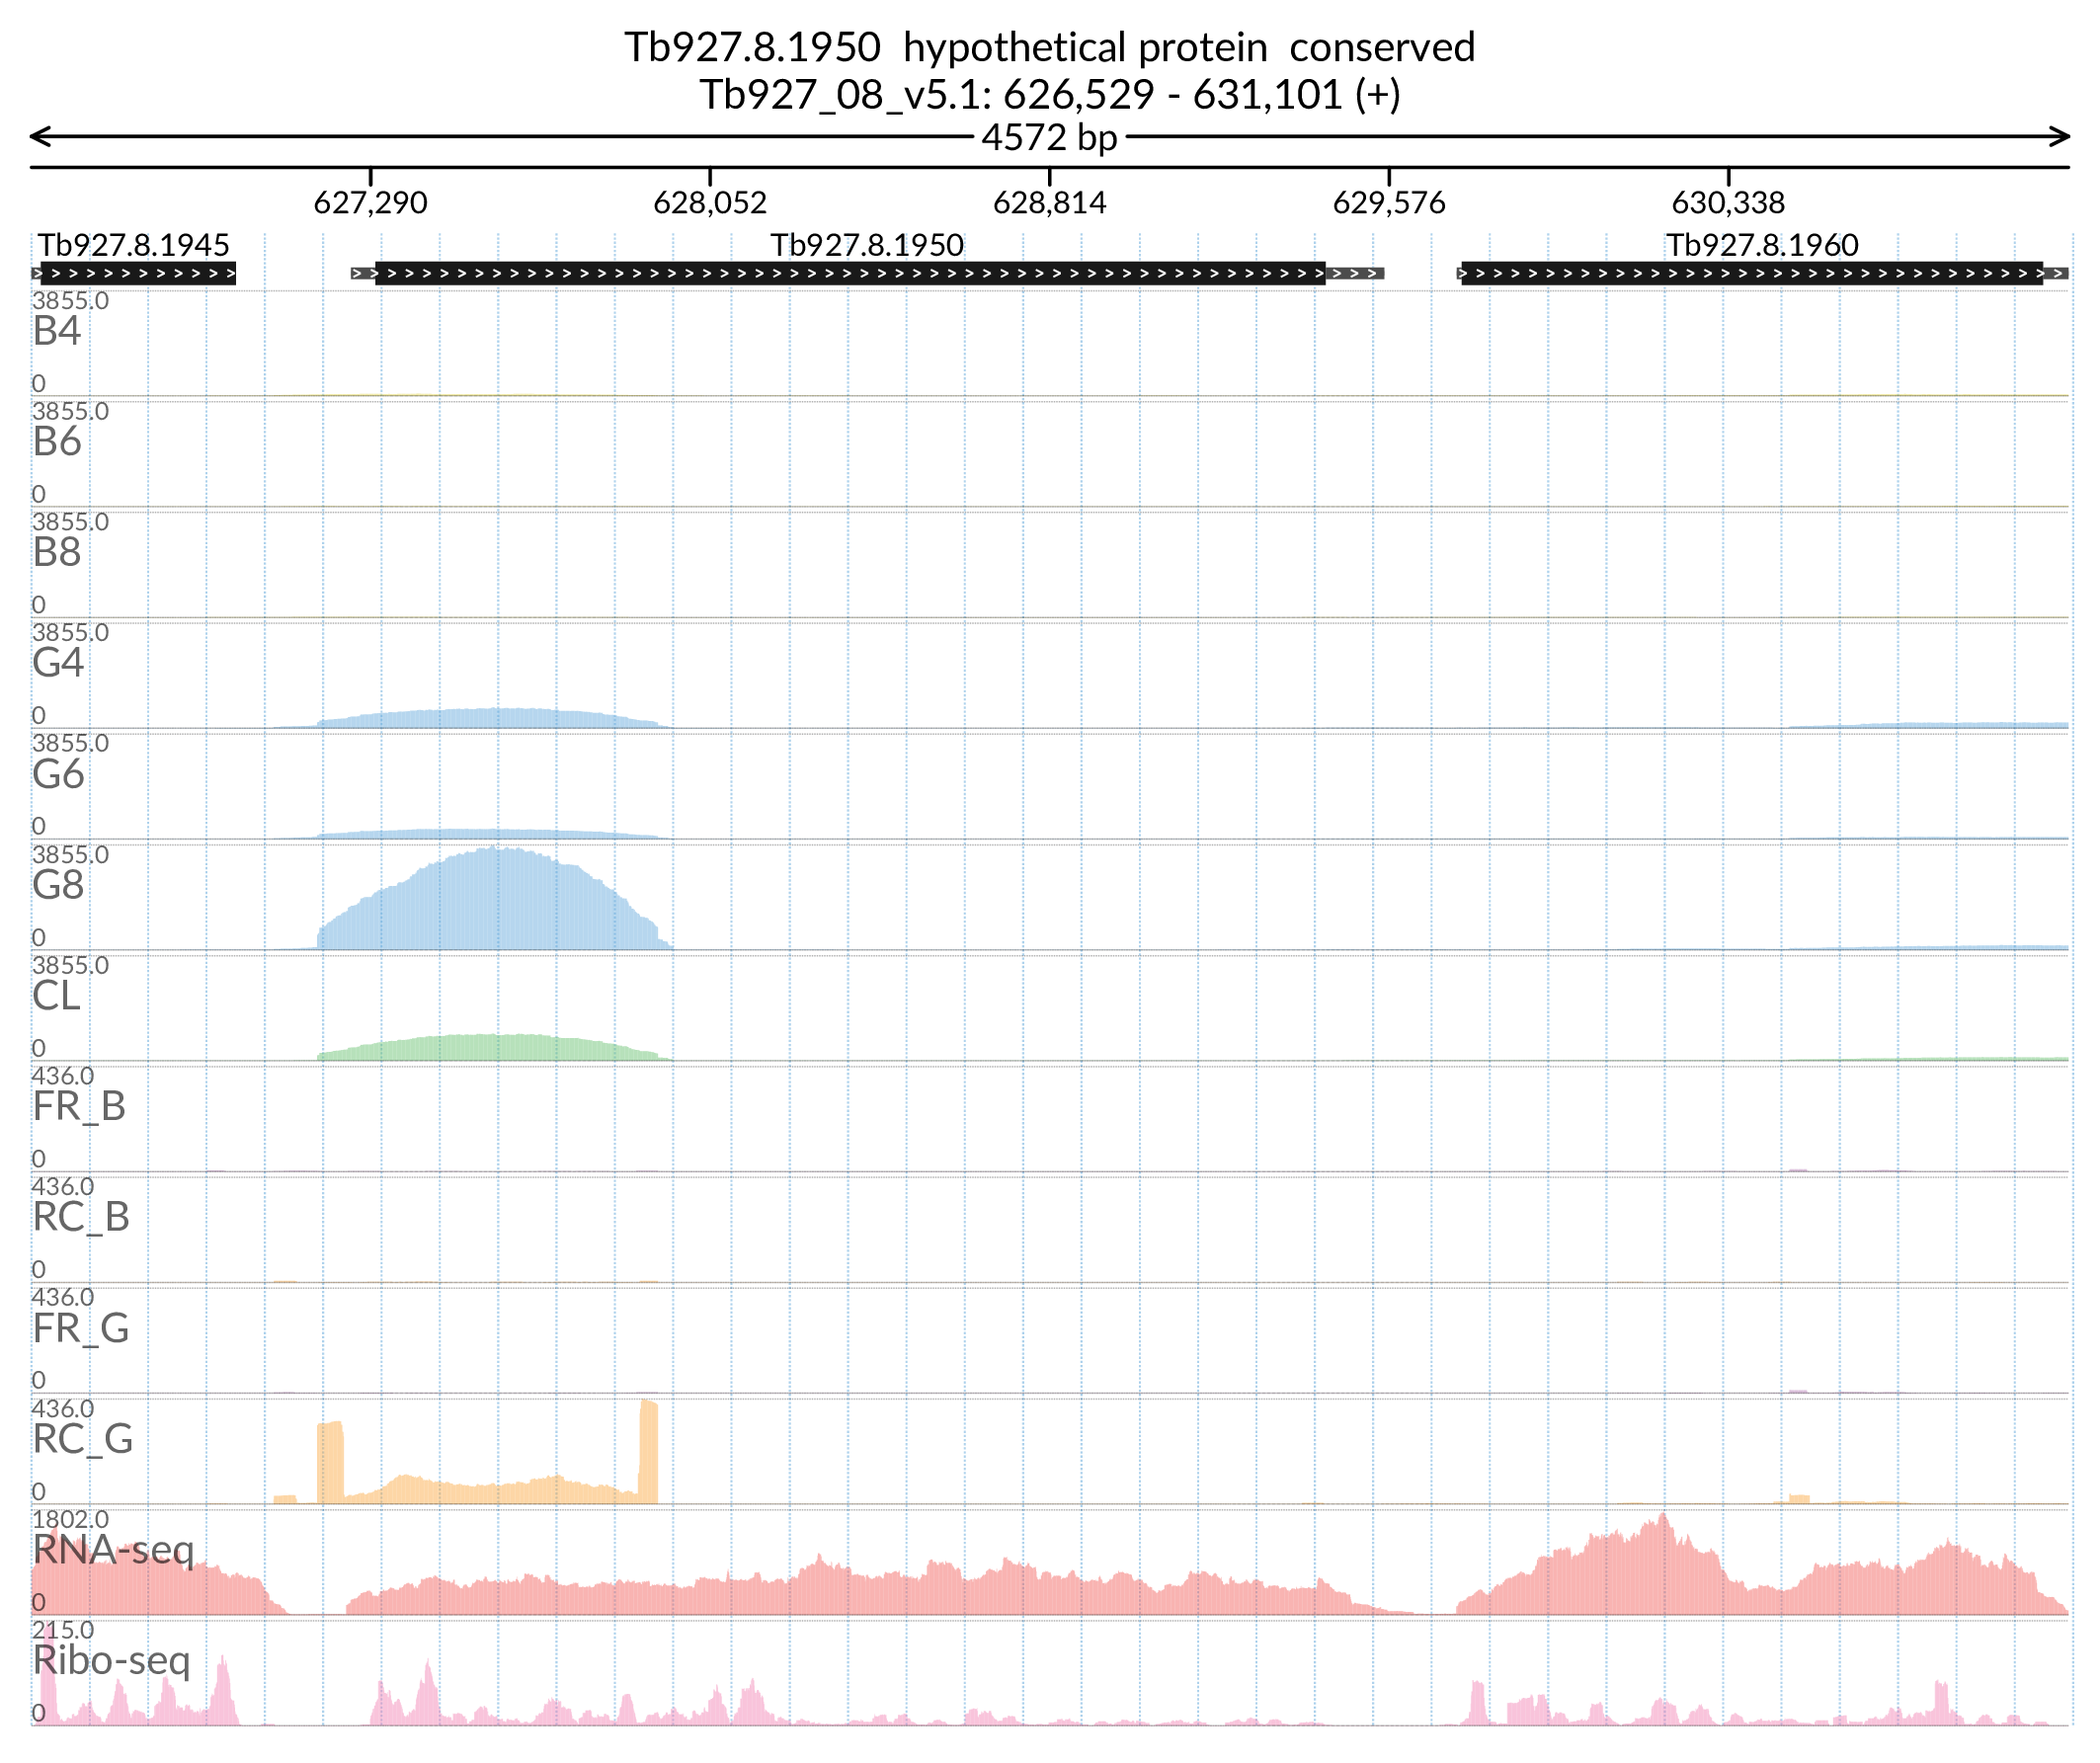 Tb927.8.1950  hypothetical protein  conserved
Tb927_08_v5.1: 626,529 - 631,101 (+)
4572 bp
627,290 628,052 628,814 629,576 630,338
Tb927.8.1945 Tb927.8.1950 Tb927.8.1960
3855.0
B4
0
3855.0
B6
0
3855.0
B8
0
3855.0
G4
0
3855.0
G6
0
3855.0
G8
0
3855.0
CL
0
436.0
FR_B
0
436.0
RC_B
0
436.0
FR_G
0
436.0
RC_G
0
1802.0
RNA-seq
0
215.0
Ribo-seq
0